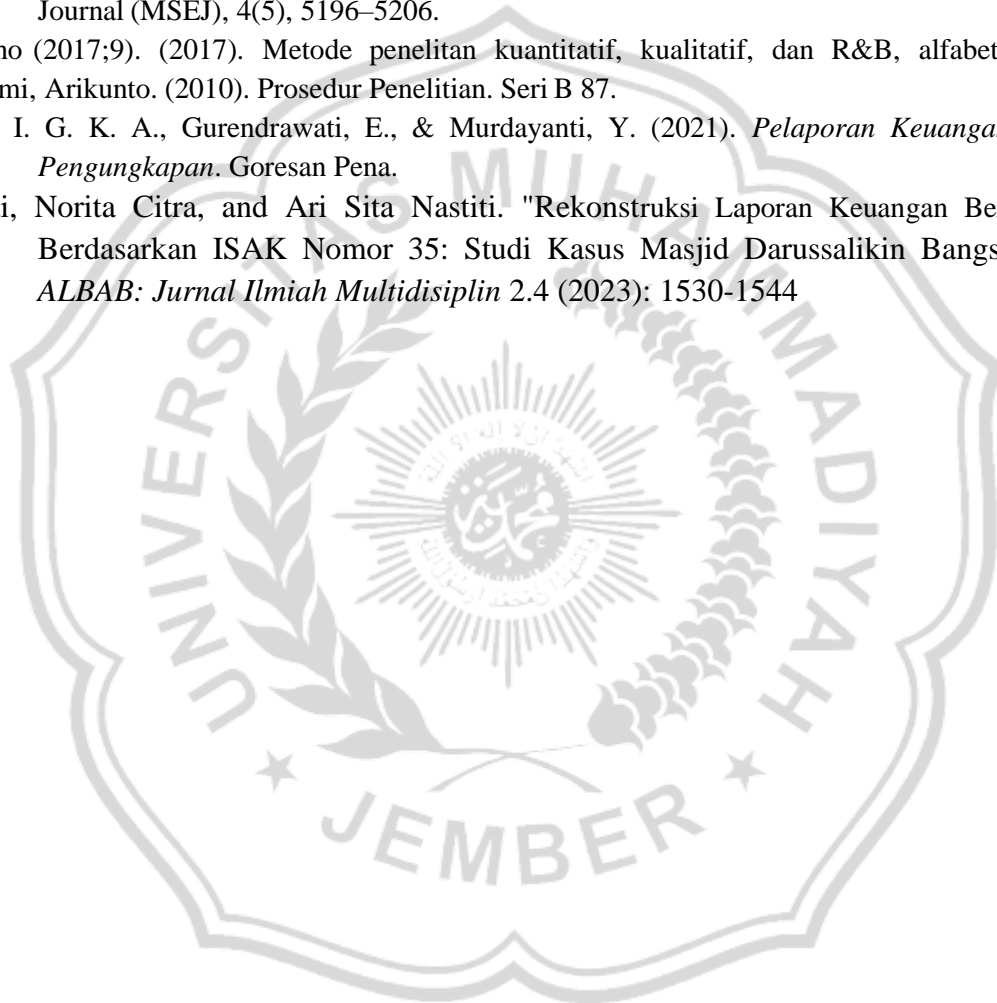 Journal (MSEJ), 4(5), 5196–5206.
no (2017;9). (2017). Metode penelitan kuantitatif, kualitatif, dan R&B, alfabet
mi, Arikunto. (2010). Prosedur Penelitian. Seri B 87.
I. G. K. A., Gurendrawati, E., & Murdayanti, Y. (2021). Pelaporan Keuanga
Pengungkapan. Goresan Pena.
i, Norita Citra, and Ari Sita Nastiti. "Rekonstruksi Laporan Keuangan Be
Berdasarkan ISAK Nomor 35: Studi Kasus Masjid Darussalikin Bangs
ALBAB: Jurnal Ilmiah Multidisiplin 2.4 (2023): 1530-1544
UNIVERSITAS MUHAMMADIYAH
JEMBER